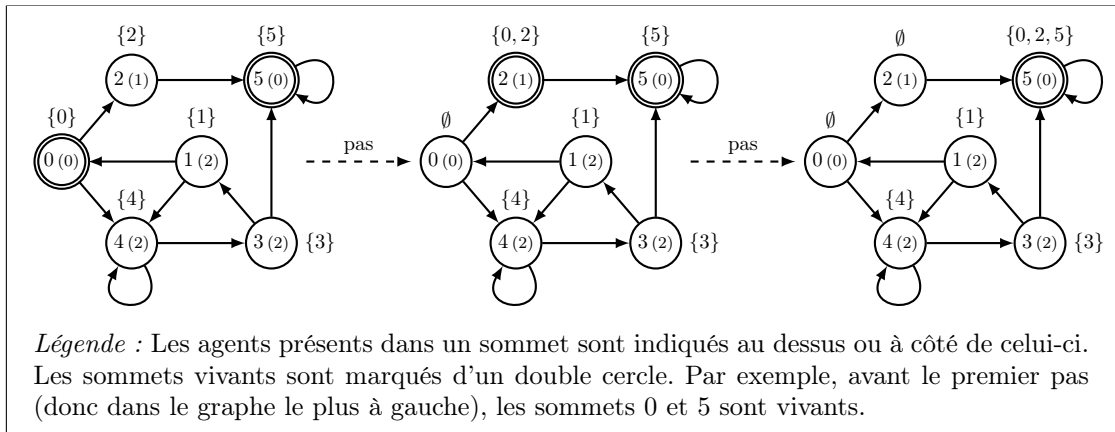 {2} {5} {0, 2} {5} ∅ {0, 2, 5}
2 (1) 5 (0) 2 (1) 5 (0) 2 (1) 5 (0)
{0} {1} ∅ {1} ∅ {1}
0 (0) 1 (2) pas 0 (0) 1 (2) pas 0 (0) 1 (2)
{4} {4} {4}
4 (2) 3 (2) {3} 4 (2) 3 (2) {3} 4 (2) 3 (2) {3}
Légende : Les agents présents dans un sommet sont indiqués au dessus ou à côté de celui-ci.
Les sommets vivants sont marqués d'un double cercle. Par exemple, avant le premier pas
(donc dans le graphe le plus à gauche), les sommets 0 et 5 sont vivants.